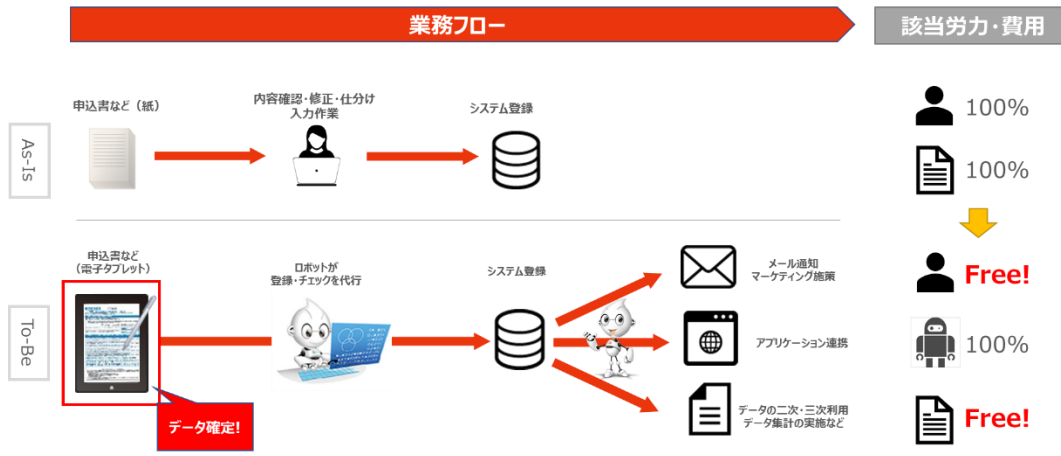 業務フロー
該当労力・費用
As-Is
申込書など（紙）
内容確認・修正・仕分け
入力作業
システム登録
100%
100%
To-Be
申込書など
（電子タブレット）
データ確定!
ロボットが
登録・チェックを代行
システム登録
メール通知
マーケティング施策
アプリケーション連携
データの二次・三次利用
データ集計の実施など
Free!
100%
Free!